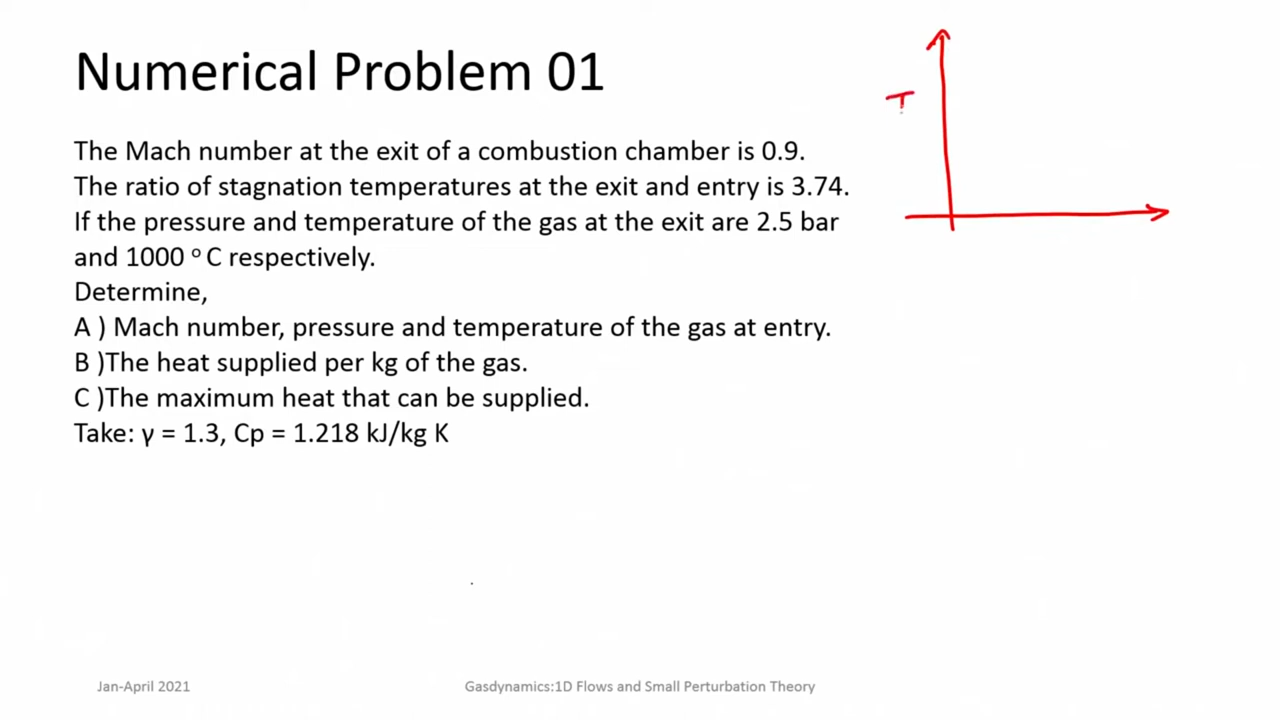 Numerical Problem 01
T
The Mach number at the exit of a combustion chamber is 0.9.
The ratio of stagnation temperatures at the exit and entry is 3.74.
If the pressure and temperature of the gas at the exit are 2.5 bar
and 1000 ᵒ C respectively.
Determine,
A ) Mach number, pressure and temperature of the gas at entry.
B )The heat supplied per kg of the gas.
C )The maximum heat that can be supplied.
Take: γ = 1.3, Cp = 1.218 kJ/kg K
Jan-April 2021
Gasdynamics:1D Flows and Small Perturbation Theory